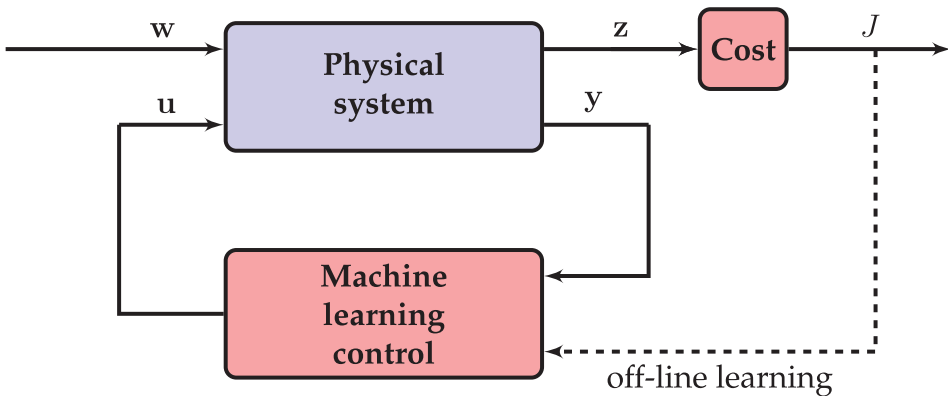 w
Physical
system
z
Cost
J
u
y
Machine
learning
control
off-line learning